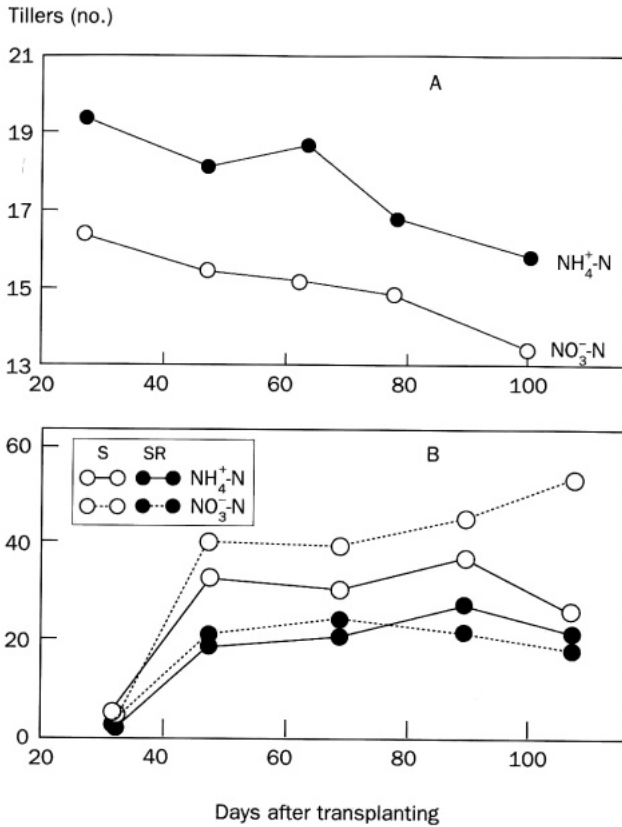 Tillers (no.)
21
19
17
15
13
A
NH₄⁺-N
NO₃⁻-N
20 40 60 80 100
60
40
20
0
S SR
NH₄⁺-N
NO₃⁻-N
B
20 40 60 80 100
Days after transplanting